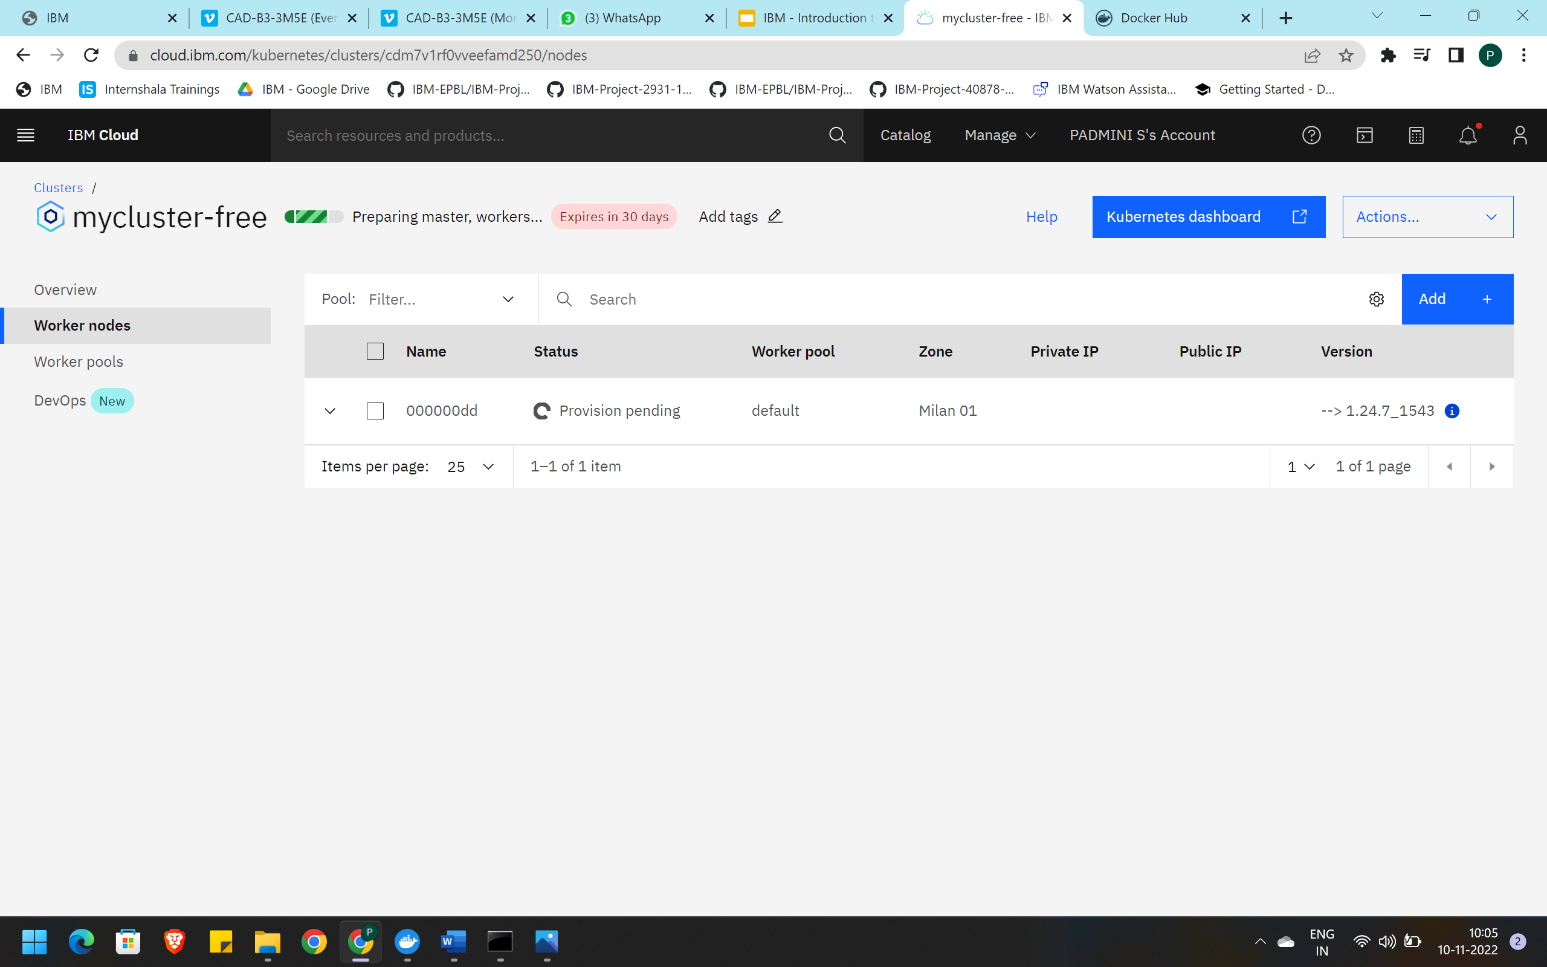 IBM
CAD-B3-3M5E (Ever
CAD-B3-3M5E (Mor
3 (3) WhatsApp
IBM - Introduction t
mycluster-free - IBM
Docker Hub
cloud.ibm.com/kubernetes/clusters/cdm7v1rf0vveefamd250/nodes
P
IBM
IS Internshala Trainings
IBM - Google Drive
IBM-EPBL/IBM-Proj...
IBM-Project-2931-1...
IBM-EPBL/IBM-Proj...
IBM-Project-40878-...
IBM Watson Assista...
Getting Started - D...
IBM Cloud
Search resources and products...
Catalog
Manage
PADMINI S's Account
Clusters /
mycluster-free
Preparing master, workers...
Expires in 30 days
Add tags
Help
Kubernetes dashboard
Actions...
Overview
Worker nodes
Worker pools
DevOps New
Pool: Filter...
Search
Add +
Name Status Worker pool Zone Private IP Public IP Version
000000dd Provision pending default Milan 01 --> 1.24.7_1543
Items per page: 25 1–1 of 1 item 1 1 of 1 page
P
W
ENG
IN
10:05
10-11-2022
2